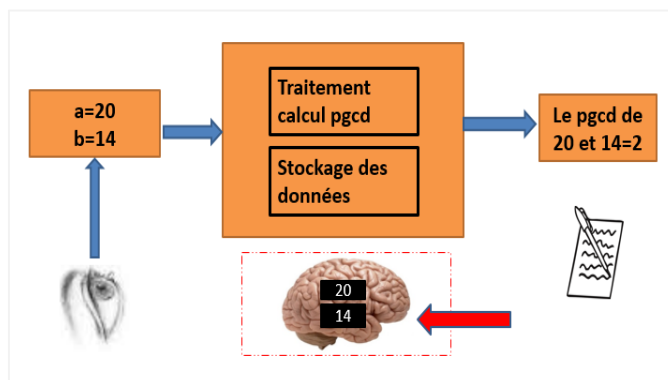 a=20
b=14
Traitement
calcul pgcd
Stockage des
données
Le pgcd de
20 et 14=2
20
14